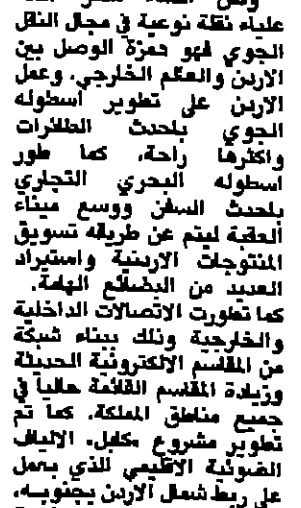 علياء نقلة نوعية في مجال النقل
الجوي فهو همزة الوصل بين
الاردن والعالم الخارجي. وعمل
الاردن على تطوير اسطوله
الجوي باحدث الطائرات
واكثرها راحة، كما طور
اسطوله البحري التجاري
باحدث السفن ووسع ميناء
العقبة ليتم عن طريقه تسويق
المنتوجات الاردنية واستيراد
العديد من البضائع الهامة.
كما تطورت الاتصالات الداخلية
والخارجية وذلك ببناء شبكة
من المقاسم الالكترونية الحديثة
وزيادة المقاسم القائمة حاليا في
جميع مناطق المملكة. كما تم
تطوير مشروع «كابل» الالياف
الضوئية الاقليمي الذي يعمل
على ربط شمال الاردن بجنوبه،